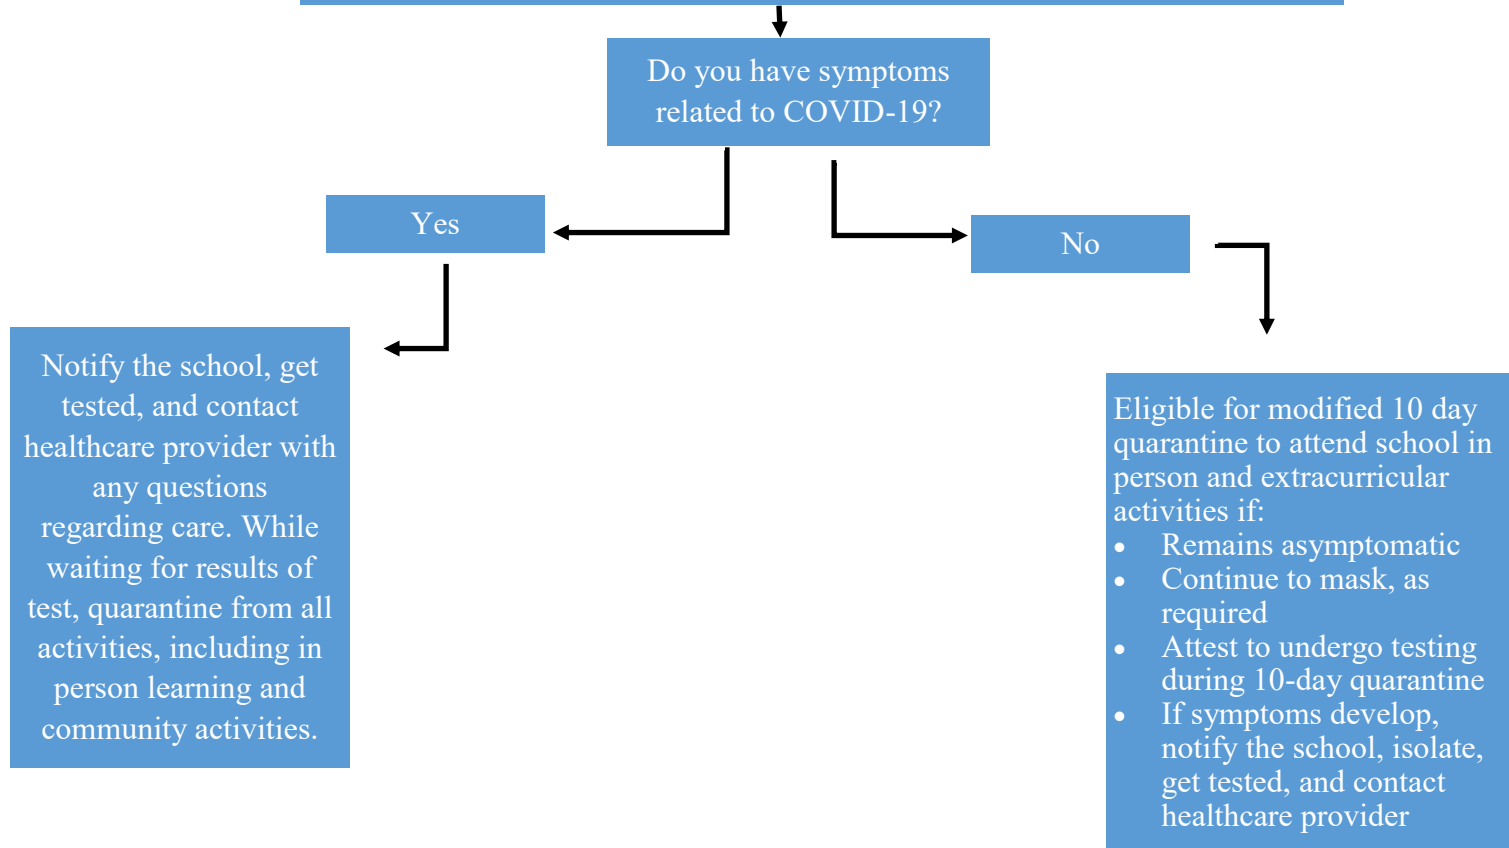 Do you have symptoms
related to COVID-19?
Yes
No
Notify the school, get
tested, and contact
healthcare provider with
any questions
regarding care. While
waiting for results of
test, quarantine from all
activities, including in
person learning and
community activities.
Eligible for modified 10 day
quarantine to attend school in
person and extracurricular
activities if:
• Remains asymptomatic
• Continue to mask, as
required
• Attest to undergo testing
during 10-day quarantine
• If symptoms develop,
notify the school, isolate,
get tested, and contact
healthcare provider